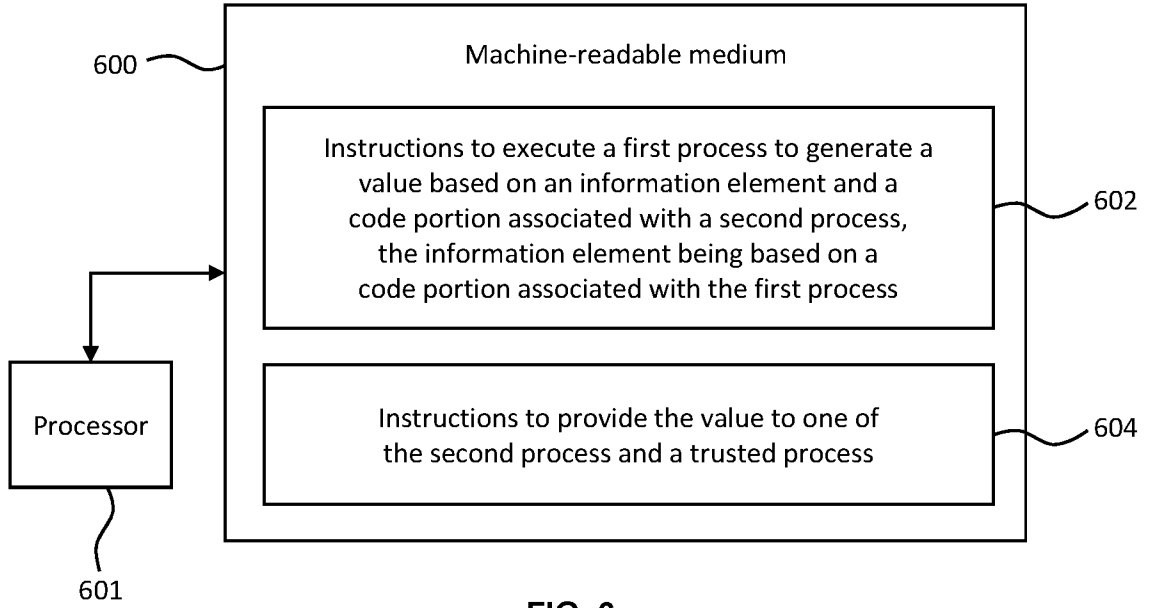 600
Machine-readable medium
Instructions to execute a first process to generate a
value based on an information element and a
code portion associated with a second process,
the information element being based on a
code portion associated with the first process
602
Instructions to provide the value to one of
the second process and a trusted process
604
Processor
601
FIG.